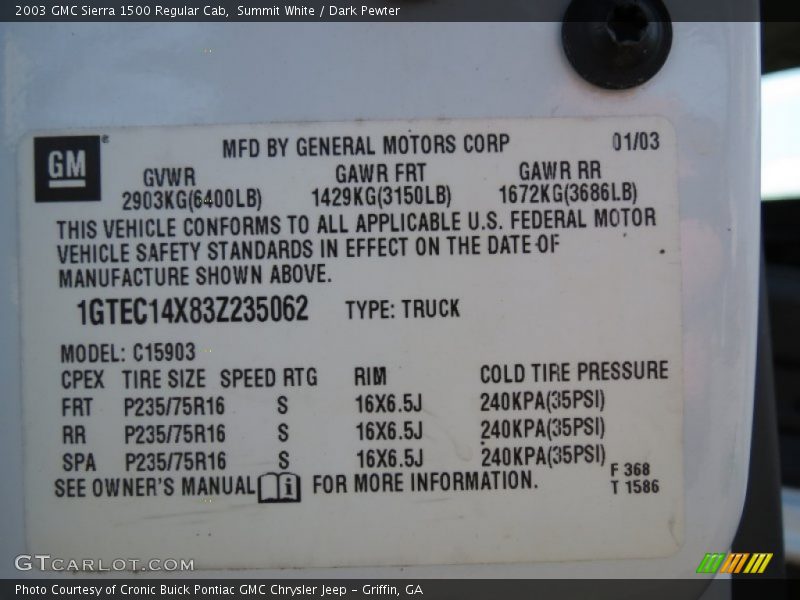 2003 GMC Sierra 1500 Regular Cab,  Summit White / Dark Pewter
GM
MFD BY GENERAL MOTORS CORP 01/03
GVWR GAWR FRT GAWR RR
2903KG(6400LB) 1429KG(3150LB) 1672KG(3686LB)
THIS VEHICLE CONFORMS TO ALL APPLICABLE U.S. FEDERAL MOTOR
VEHICLE SAFETY STANDARDS IN EFFECT ON THE DATE OF
MANUFACTURE SHOWN ABOVE.
1GTEC14X83Z235062 TYPE: TRUCK
MODEL: C15903
CPEX TIRE SIZE SPEED RTG RIM COLD TIRE PRESSURE
FRT P235/75R16 S 16X6.5J 240KPA(35PSI)
RR P235/75R16 S 16X6.5J 240KPA(35PSI)
SPA P235/75R16 S 16X6.5J 240KPA(35PSI)
SEE OWNER'S MANUAL i FOR MORE INFORMATION.
F 368
T 1586
GTCARLOT.COM
Photo Courtesy of Cronic Buick Pontiac GMC Chrysler Jeep - Griffin, GA